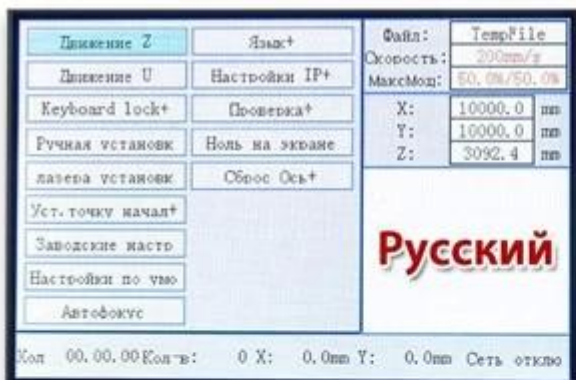 Движение Z
Движение U
Keyboard lock+
Ручная установк
лазера установк
Уст.точку начал+
Заводские настр
Настройки по умо
Автофокус
Язык+
Настройки IP+
Проверка+
Ноль на экране
Сброс Ось+
Файл: TempFile
Скорость: 200mm/s
МаксМощ: 50.0%/50.0%
X: 10000.0 mm
Y: 10000.0 mm
Z: 3092.4 mm
Русский
Кол 00.00.00 Кол-в: 0 X: 0.0mm Y: 0.0mm Сеть отклю